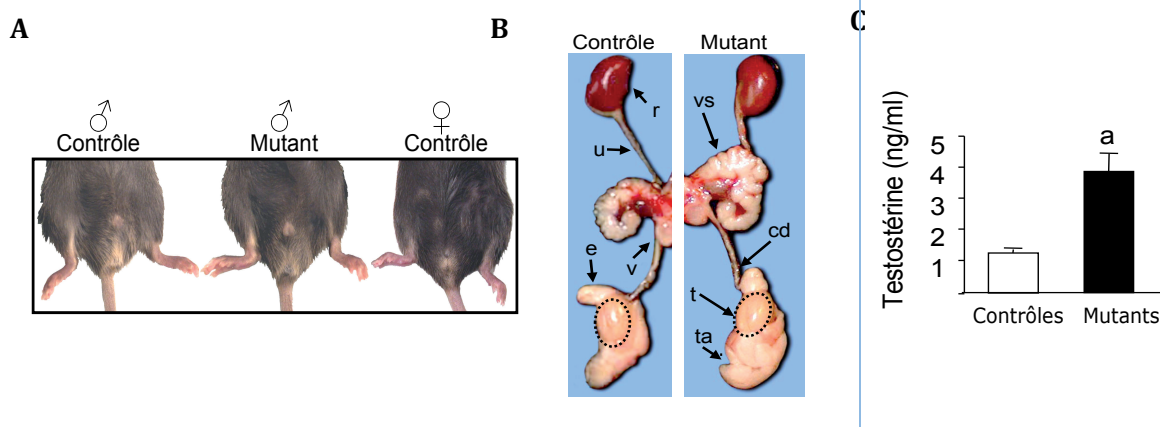 A
♂
Contrôle
♂
Mutant
♀
Contrôle
B
Contrôle
Mutant
r
vs
u
v
e
cd
t
ta
C
Testostérine (ng/ml)
5
4
3
2
1
a
Contrôles
Mutants